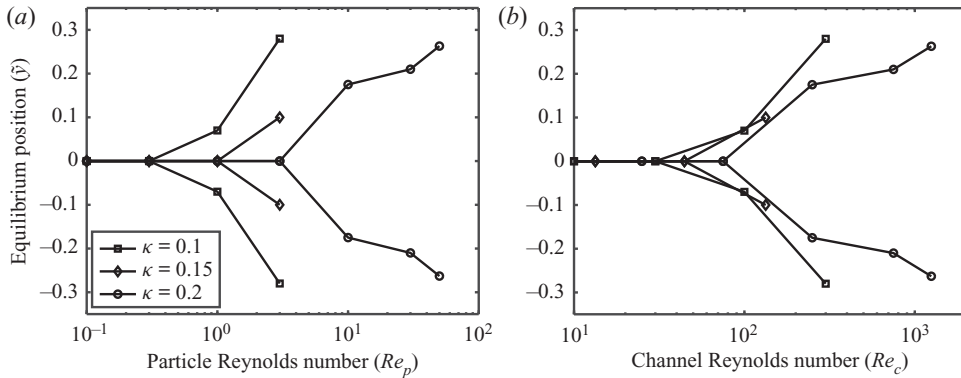 (a)
Equilibrium position (ỹ)
0.3
0.2
0.1
0
−0.1
−0.2
−0.3
κ = 0.1
κ = 0.15
κ = 0.2
10⁻¹ 10⁰ 10¹ 10²
Particle Reynolds number (Reₚ)
(b)
0.3
0.2
0.1
0
−0.1
−0.2
−0.3
10¹ 10² 10³
Channel Reynolds number (Re_c)